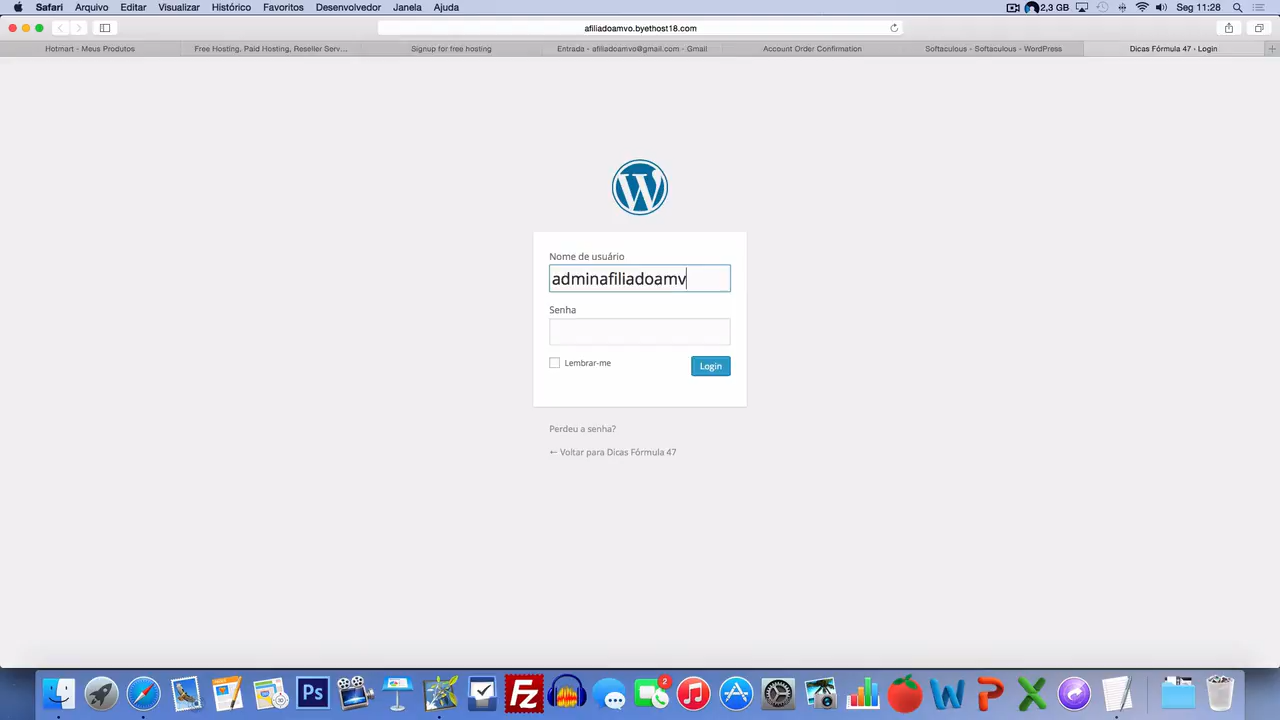 Safari Arquivo Editar Visualizar Histórico Favoritos Desenvolvedor Janela Ajuda 2,3 GB Seg 11:28
afiliadoamvo.byethost18.com
Hotmart - Meus Produtos Free Hosting, Paid Hosting, Reseller Serv... Signup for free hosting Entrada - afiliadoamvo@gmail.com - Gmail Account Order Confirmation Softaculous - Softaculous - WordPress Dicas Fórmula 47 › Login
Nome de usuário
adminafiliadoamv
Senha
Lembrar-me Login
Perdeu a senha?
← Voltar para Dicas Fórmula 47
Ps Fz 2 W P X